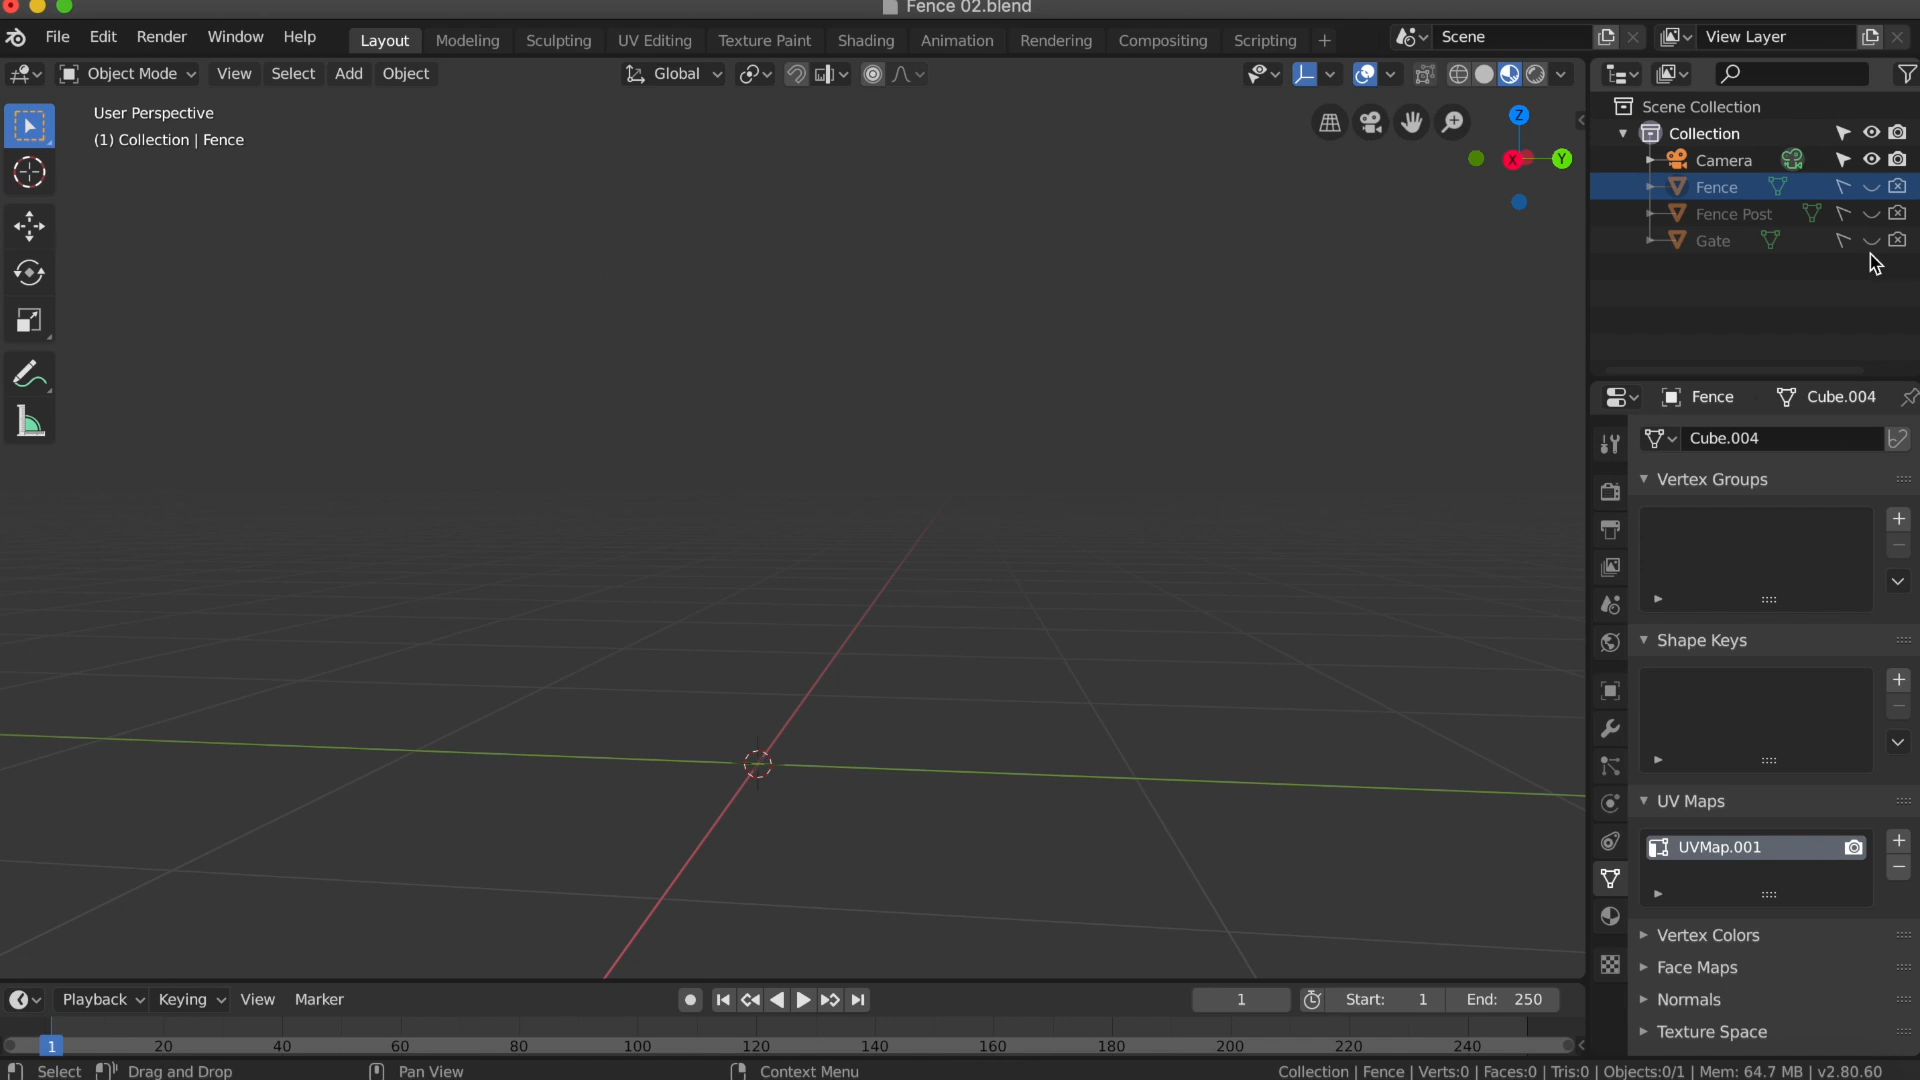 Fence 02.blend
File Edit Render Window Help Layout Modeling Sculpting UV Editing Texture Paint Shading Animation Rendering Compositing Scripting + Scene View Layer
Object Mode View Select Add Object Global
User Perspective
(1) Collection | Fence
Z
X
Y
Scene Collection
Collection
Camera
Fence
Fence Post
Gate
Fence Cube.004
Cube.004
Vertex Groups
Shape Keys
UV Maps
UVMap.001
Vertex Colors
Face Maps
Normals
Texture Space
Playback Keying View Marker 1 Start: 1 End: 250
1 20 40 60 80 100 120 140 160 180 200 220 240
Select Drag and Drop Pan View Context Menu Collection | Fence | Verts:0 | Faces:0 | Tris:0 | Objects:0/1 | Mem: 64.7 MB | v2.80.60